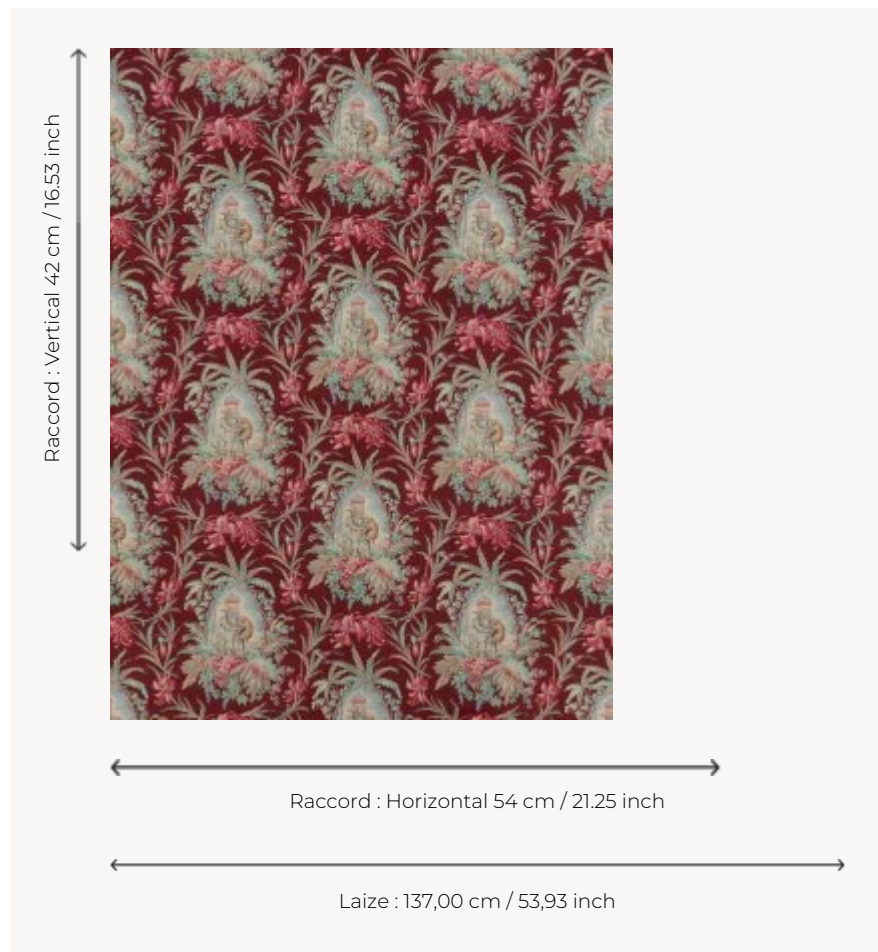 Raccord : Vertical 42 cm / 16.53 inch
Raccord : Horizontal 54 cm / 21.25 inch
Laize : 137,00 cm / 53,93 inch